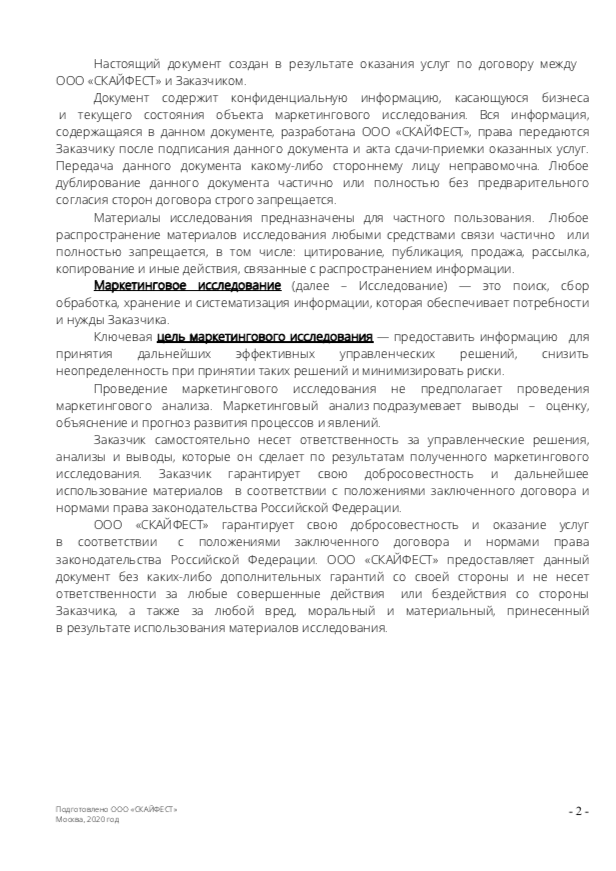 Настоящий документ создан в результате оказания услуг по договору между
ООО «СКАЙФЕСТ» и Заказчиком.
Документ содержит конфиденциальную информацию, касающуюся бизнеса
и текущего состояния объекта маркетингового исследования. Вся информация,
содержащаяся в данном документе, разработана ООО «СКАЙФЕСТ», права передаются
Заказчику после подписания данного документа и акта сдачи-приемки оказанных услуг.
Передача данного документа какому-либо стороннему лицу неправомочна. Любое
дублирование данного документа частично или полностью без предварительного
согласия сторон договора строго запрещается.
Материалы исследования предназначены для частного пользования. Любое
распространение материалов исследования любыми средствами связи частично или
полностью запрещается, в том числе: цитирование, публикация, продажа, рассылка,
копирование и иные действия, связанные с распространением информации.
Маркетинговое исследование (далее – Исследование) — это поиск, сбор
обработка, хранение и систематизация информации, которая обеспечивает потребности
и нужды Заказчика.
Ключевая цель маркетингового исследования — предоставить информацию для
принятия дальнейших эффективных управленческих решений, снизить
неопределенность при принятии таких решений и минимизировать риски.
Проведение маркетингового исследования не предполагает проведения
маркетингового анализа. Маркетинговый анализ подразумевает выводы – оценку,
объяснение и прогноз развития процессов и явлений.
Заказчик самостоятельно несет ответственность за управленческие решения,
анализы и выводы, которые он сделает по результатам полученного маркетингового
исследования. Заказчик гарантирует свою добросовестность и дальнейшее
использование материалов в соответствии с положениями заключенного договора и
нормами права законодательства Российской Федерации.
ООО «СКАЙФЕСТ» гарантирует свою добросовестность и оказание услуг
в соответствии с положениями заключенного договора и нормами права
законодательства Российской Федерации. ООО «СКАЙФЕСТ» предоставляет данный
документ без каких-либо дополнительных гарантий со своей стороны и не несет
ответственности за любые совершенные действия или бездействия со стороны
Заказчика, а также за любой вред, моральный и материальный, принесенный
в результате использования материалов исследования.
Подготовлено ООО «СКАЙФЕСТ»
Москва, 2020 год
- 2 -